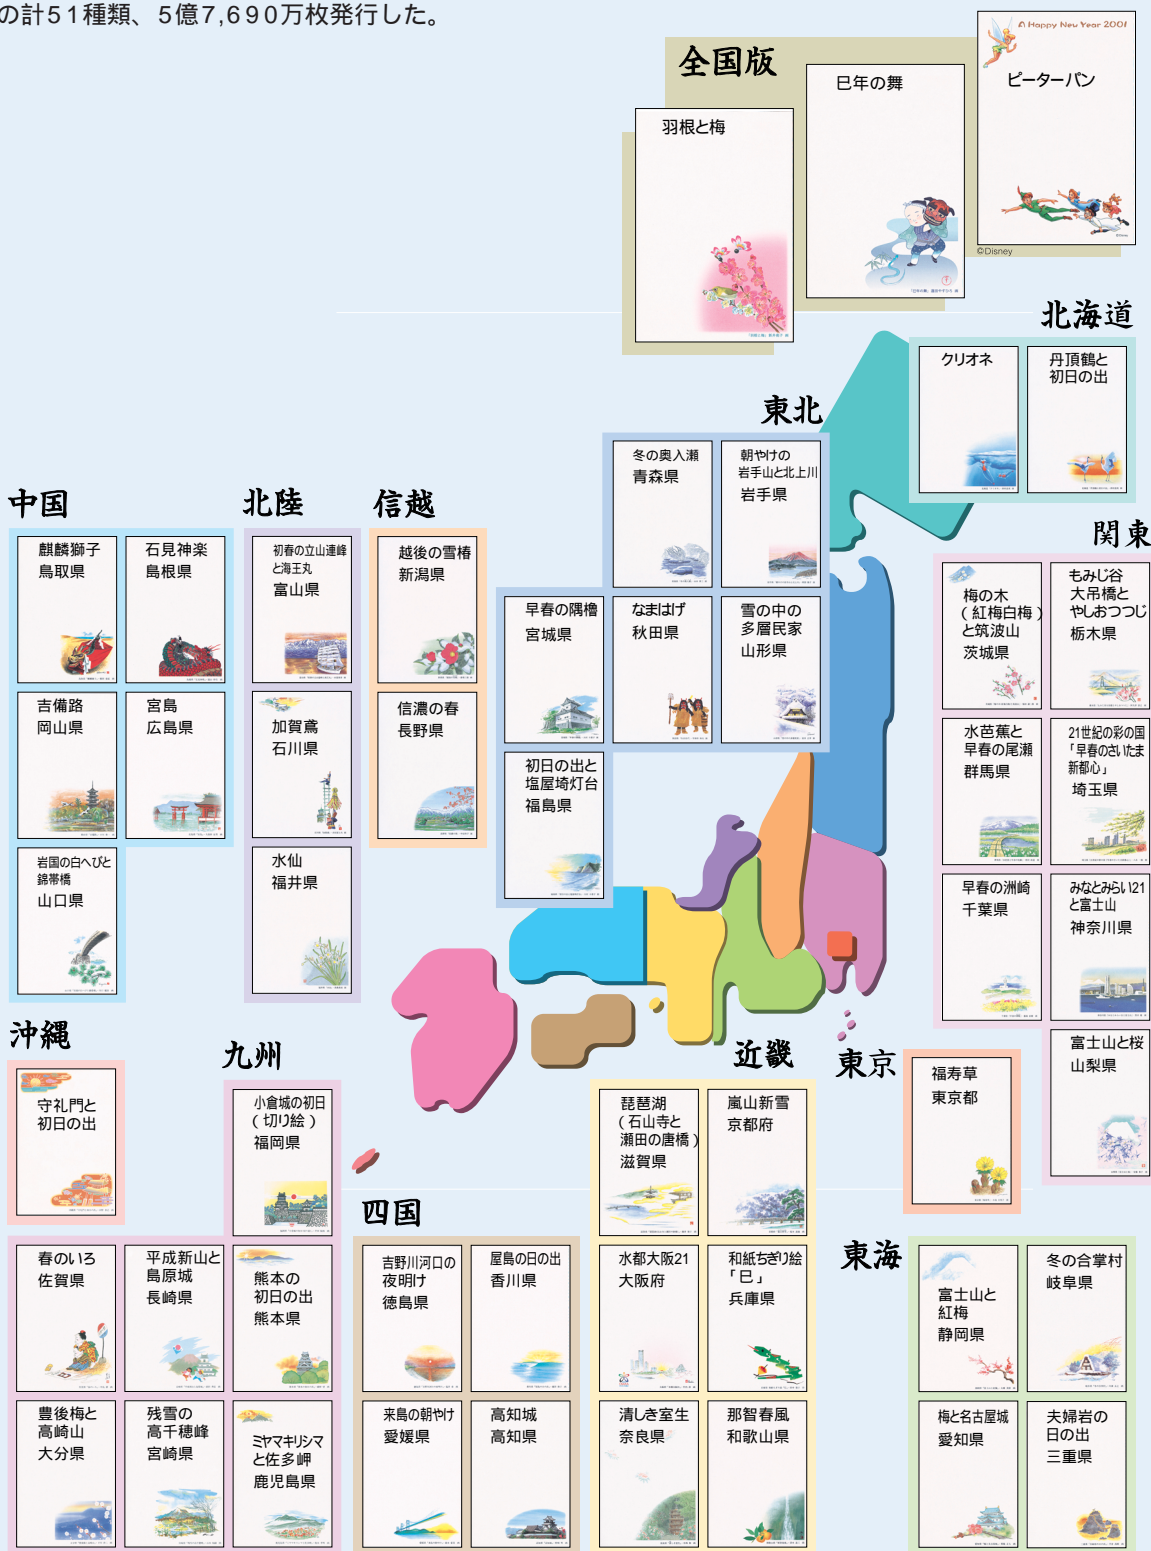 の計51種類、5億7,690万枚発行した。
全国版
A Happy New Year 2001
ピーターパン
©Disney
巳年の舞
羽根と梅
北海道
クリオネ
丹頂鶴と
初日の出
東北
冬の奥入瀬
青森県
朝やけの
岩手山と北上川
岩手県
早春の隅櫓
宮城県
なまはげ
秋田県
雪の中の
多層民家
山形県
初日の出と
塩屋埼灯台
福島県
中国
麒麟獅子
鳥取県
石見神楽
島根県
吉備路
岡山県
宮島
広島県
岩国の白へびと
錦帯橋
山口県
北陸
初春の立山連峰
と海王丸
富山県
加賀鳶
石川県
水仙
福井県
信越
越後の雪椿
新潟県
信濃の春
長野県
関東
梅の木
(紅梅白梅)
と筑波山
茨城県
もみじ谷
大吊橋と
やしおつつじ
栃木県
水芭蕉と
早春の尾瀬
群馬県
21世紀の彩の国
「早春のさいたま
新都心」
埼玉県
早春の洲崎
千葉県
みなとみらい21
と富士山
神奈川県
富士山と桜
山梨県
沖縄
守礼門と
初日の出
九州
小倉城の初日
(切り絵)
福岡県
春のいろ
佐賀県
平成新山と
島原城
長崎県
熊本の
初日の出
熊本県
豊後梅と
高崎山
大分県
残雪の
高千穂峰
宮崎県
ミヤマキリシマ
と佐多岬
鹿児島県
四国
吉野川河口の
夜明け
徳島県
屋島の日の出
香川県
来島の朝やけ
愛媛県
高知城
高知県
近畿
琵琶湖
(石山寺と
瀬田の唐橋)
滋賀県
嵐山新雪
京都府
水都大阪21
大阪府
和紙ちぎり絵
「巳」
兵庫県
清しき室生
奈良県
那智春風
和歌山県
東京
福寿草
東京都
東海
富士山と
紅梅
静岡県
冬の合掌村
岐阜県
梅と名古屋城
愛知県
夫婦岩の
日の出
三重県